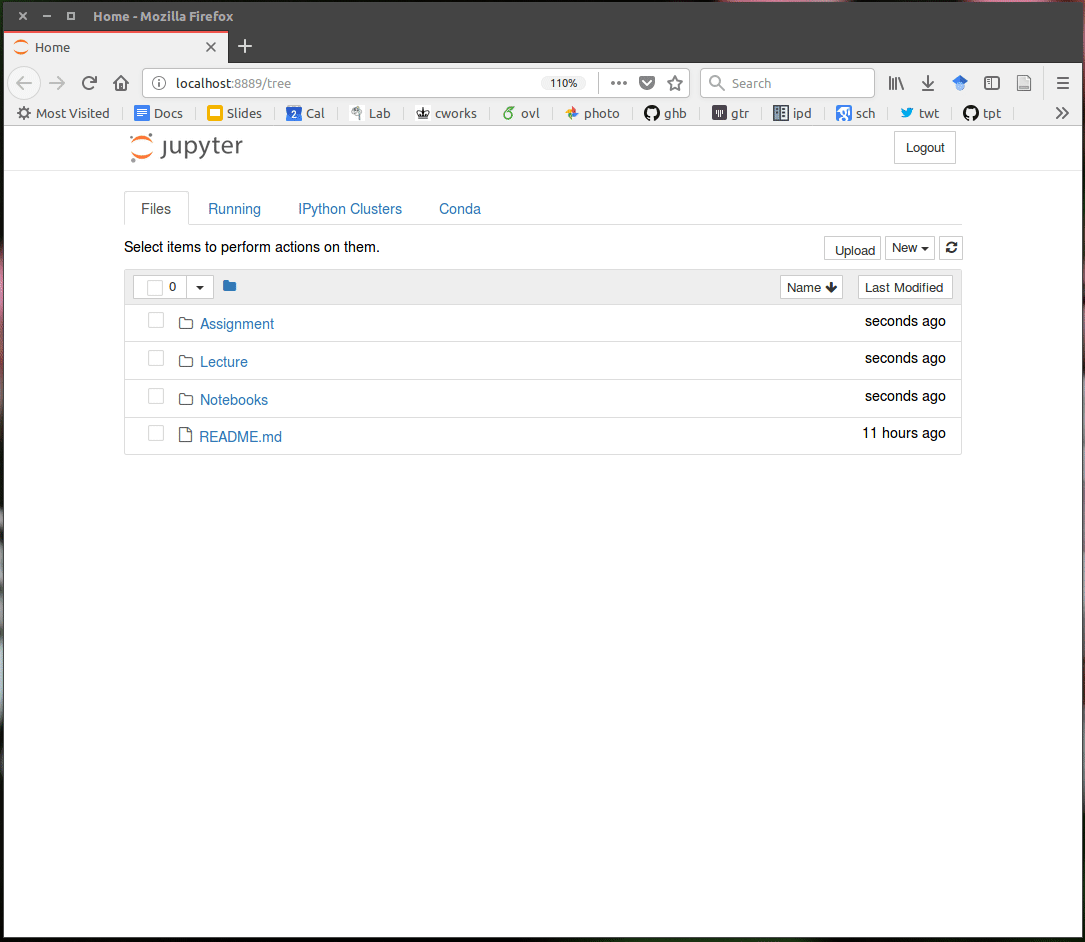 Home - Mozilla Firefox
Home
localhost:8889/tree 110% Search
Most Visited Docs Slides 2 Cal Lab cworks ovl photo ghb gtr ipd sch twt tpt
jupyter Logout
Files Running IPython Clusters Conda
Select items to perform actions on them. Upload New
0 Name Last Modified
Assignment seconds ago
Lecture seconds ago
Notebooks seconds ago
README.md 11 hours ago